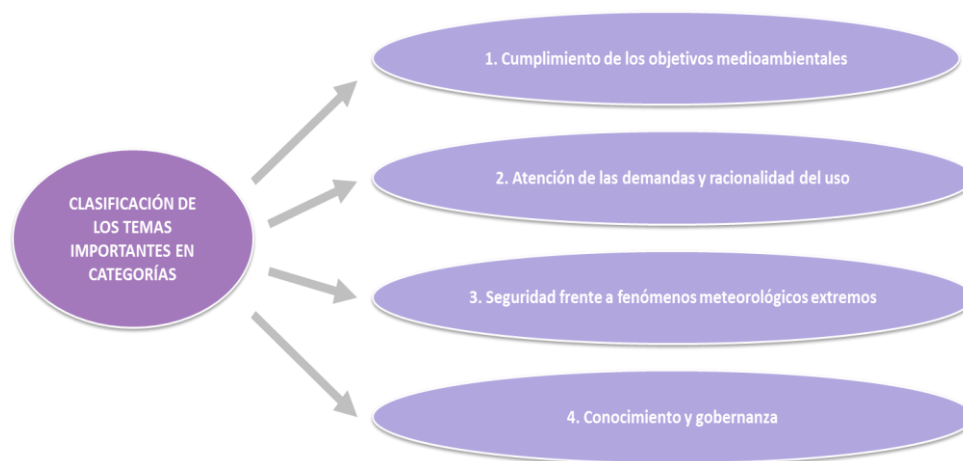 CLASIFICACIÓN DE
LOS TEMAS
IMPORTANTES EN
CATEGORÍAS
1. Cumplimiento de los objetivos medioambientales
2. Atención de las demandas y racionalidad del uso
3. Seguridad frente a fenómenos meteorológicos extremos
4. Conocimiento y gobernanza